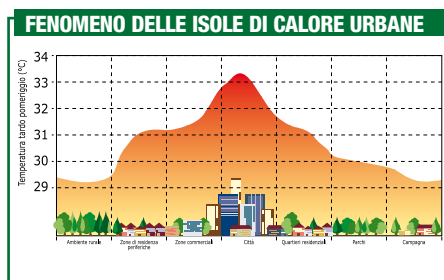 FENOMENO DELLE ISOLE DI CALORE URBANE
Temperatura tardo pomeriggio (°C)
34
33
32
31
30
29
Ambiente rurale
Zone di residenza
periferiche
Zone commerciali
Città
Quartieri residenziali
Parchi
Campagna